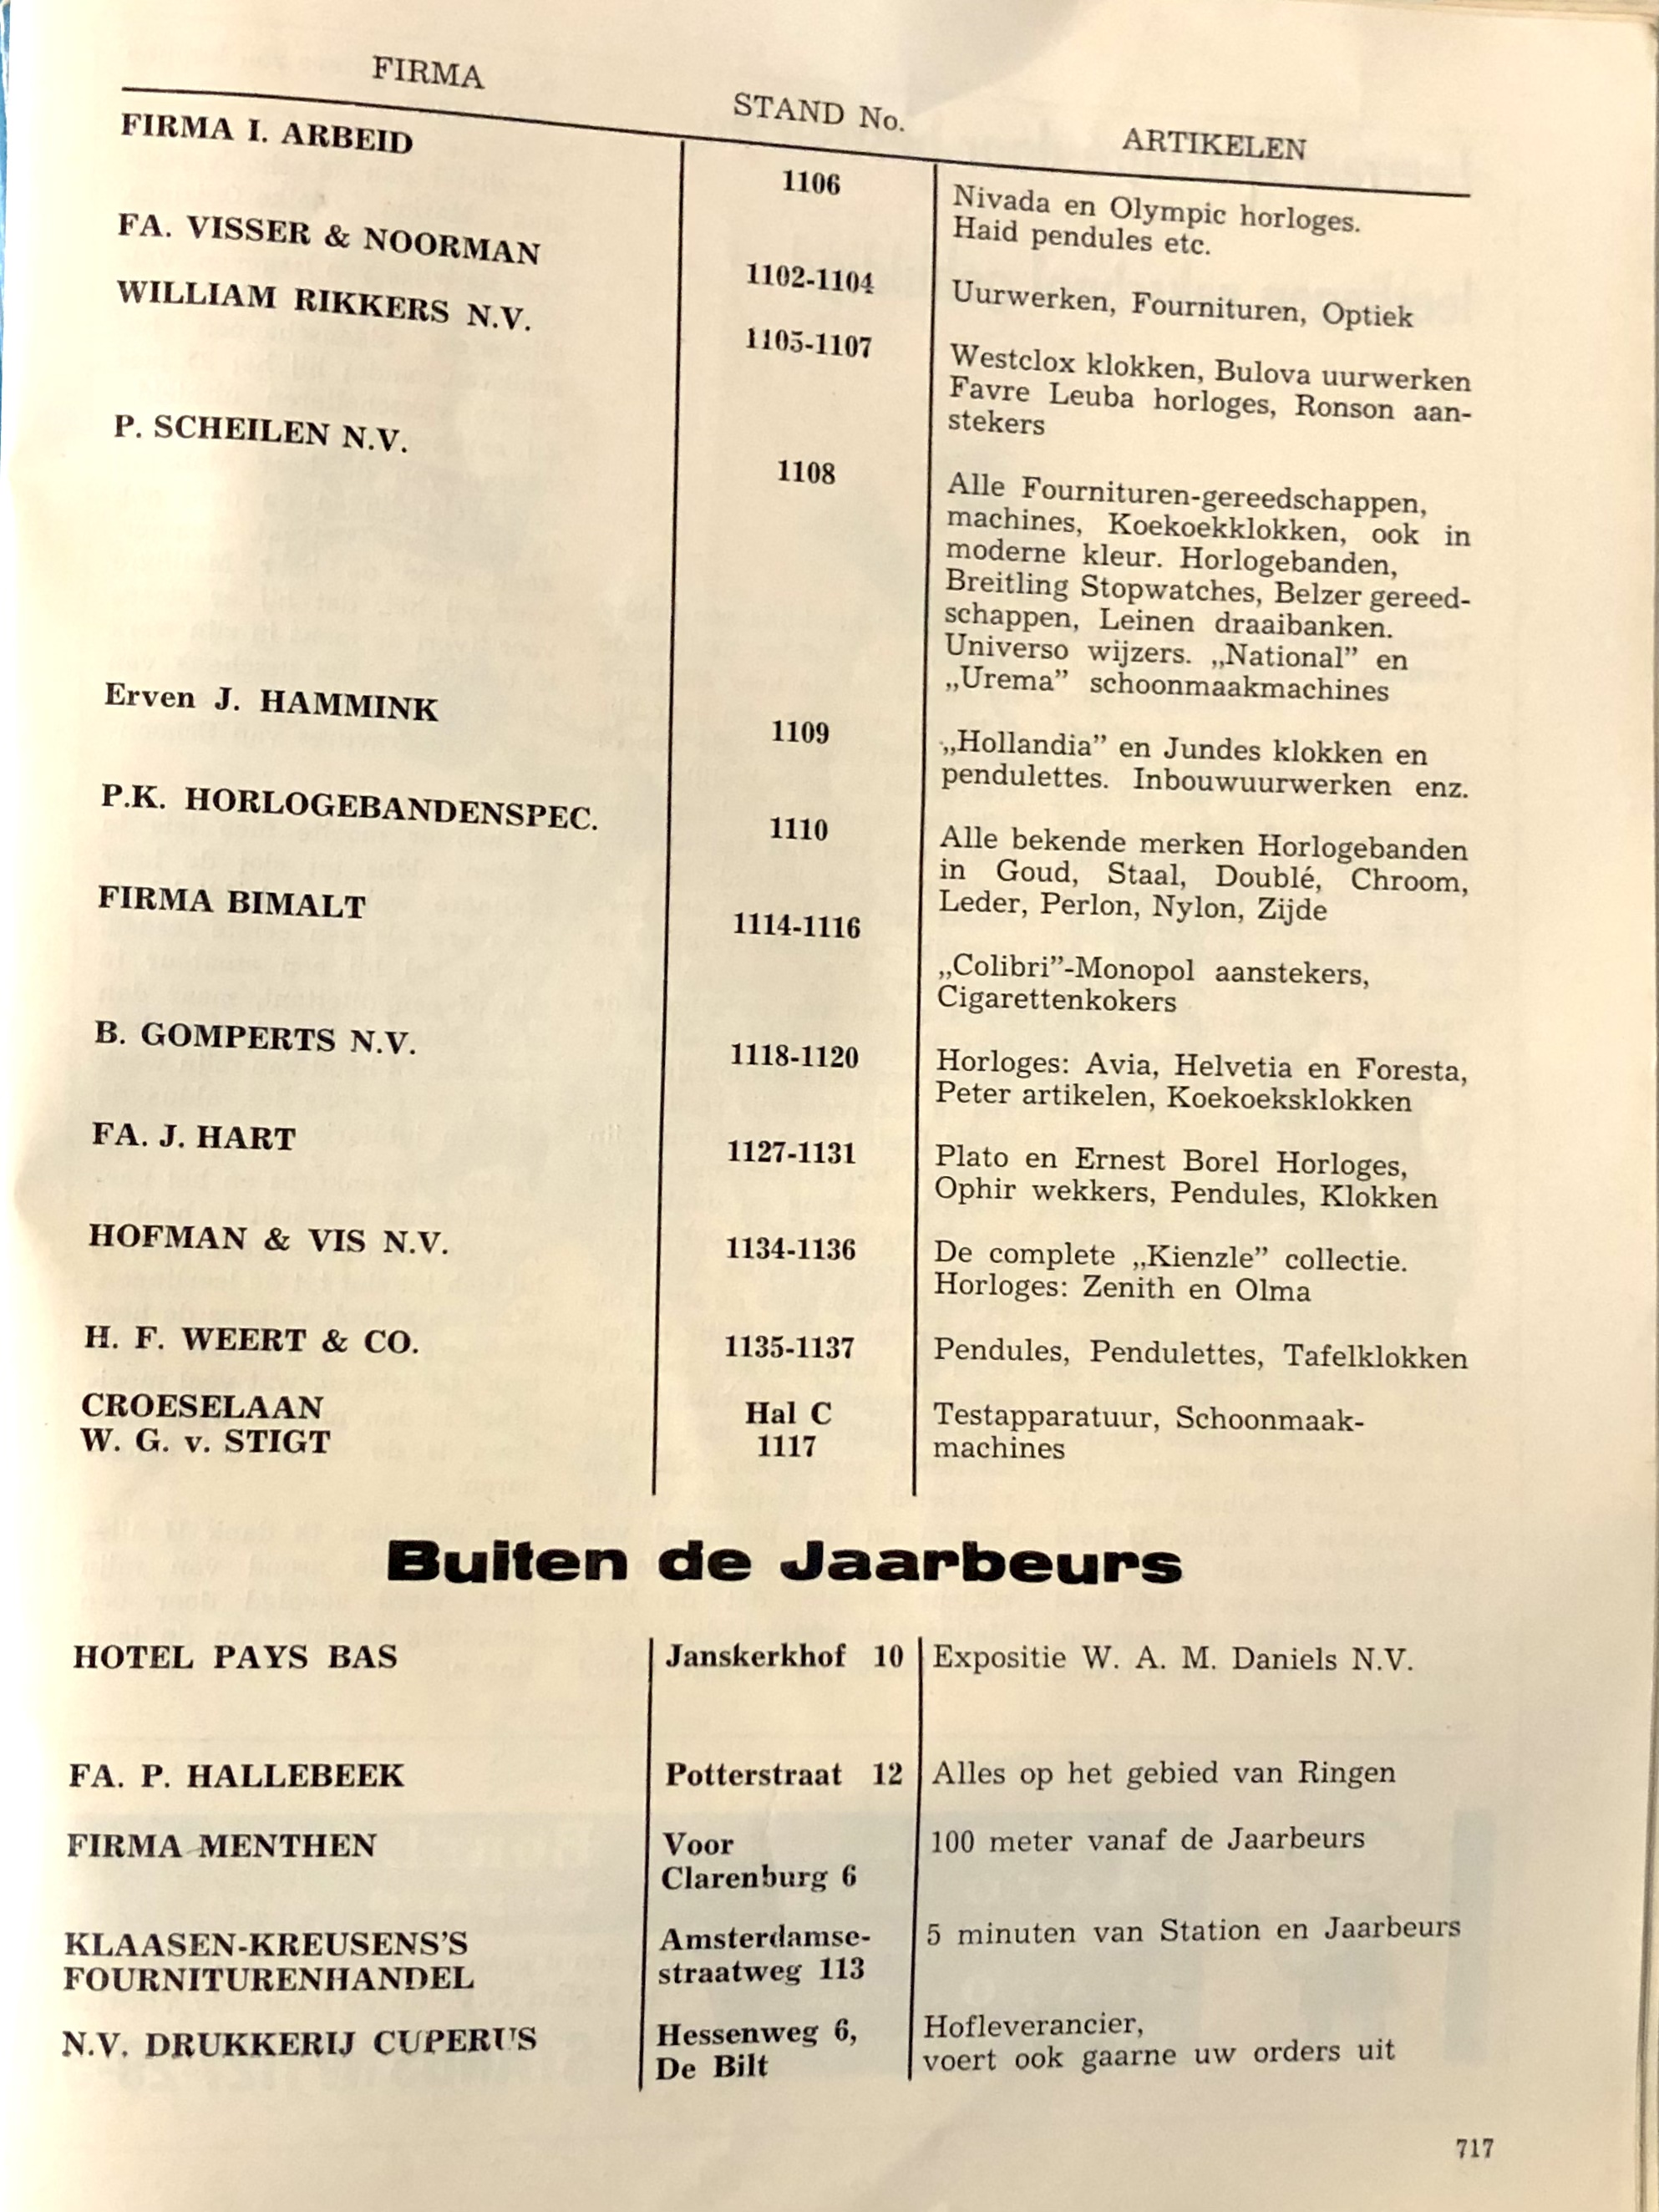 FIRMA STAND No. ARTIKELEN
FIRMA I. ARBEID 1106 Nivada en Olympic horloges.
Haid pendules etc.
FA. VISSER & NOORMAN 1102-1104 Uurwerken, Fournituren, Optiek
WILLIAM RIKKERS N.V. 1105-1107 Westclox klokken, Bulova uurwerken
Favre Leuba horloges, Ronson aan-
stekers
P. SCHEILEN N.V. 1108 Alle Fournituren-gereedschappen,
machines, Koekoekklokken, ook in
moderne kleur. Horlogebanden,
Breitling Stopwatches, Belzer gereed-
schappen, Leinen draaibanken.
Universo wijzers. „National” en
„Urema” schoonmaakmachines
Erven J. HAMMINK 1109 „Hollandia” en Jundes klokken en
pendulettes. Inbouwuurwerken enz.
P.K. HORLOGEBANDENSPEC. 1110 Alle bekende merken Horlogebanden
in Goud, Staal, Doublé, Chroom,
Leder, Perlon, Nylon, Zijde
FIRMA BIMALT 1114-1116 „Colibri”-Monopol aanstekers,
Cigarettenkokers
B. GOMPERTS N.V. 1118-1120 Horloges: Avia, Helvetia en Foresta,
Peter artikelen, Koekoeksklokken
FA. J. HART 1127-1131 Plato en Ernest Borel Horloges,
Ophir wekkers, Pendules, Klokken
HOFMAN & VIS N.V. 1134-1136 De complete „Kienzle” collectie.
Horloges: Zenith en Olma
H. F. WEERT & CO. 1135-1137 Pendules, Pendulettes, Tafelklokken
CROESELAAN Hal C Testapparatuur, Schoonmaak-
W. G. v. STIGT 1117 machines
Buiten de Jaarbeurs
HOTEL PAYS BAS Janskerkhof 10 Expositie W. A. M. Daniels N.V.
FA. P. HALLEBEEK Potterstraat 12 Alles op het gebied van Ringen
FIRMA MENTHEN Voor 100 meter vanaf de Jaarbeurs
Clarenburg 6
KLAASEN-KREUSENS'S Amsterdamse- 5 minuten van Station en Jaarbeurs
FOURNITURENHANDEL straatweg 113
N.V. DRUKKERIJ CUPERUS Hessenweg 6, Hofleverancier,
De Bilt voert ook gaarne uw orders uit
717